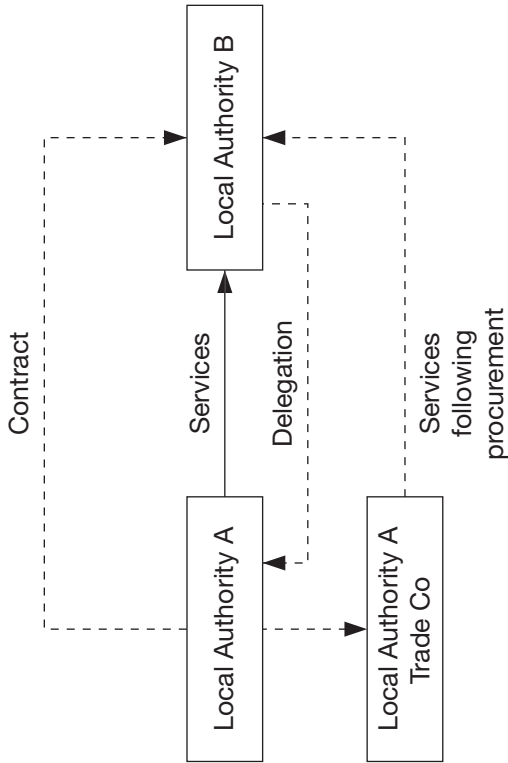 Contract
Local Authority A
Services
Local Authority B
Delegation
Local Authority A
Trade Co
Services
following
procurement